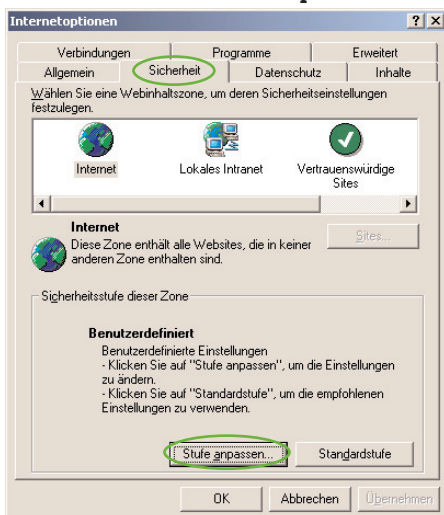 Internetoptionen
Verbindungen Programme Erweitert
Allgemein Sicherheit Datenschutz Inhalte
Wählen Sie eine Webinhaltszone, um deren Sicherheitseinstellungen
festzulegen.
Internet Lokales Intranet Vertrauenswürdige
Sites
Internet
Diese Zone enthält alle Websites, die in keiner
anderen Zone enthalten sind.
Sites...
Sicherheitsstufe dieser Zone
Benutzerdefiniert
Benutzerdefinierte Einstellungen
- Klicken Sie auf "Stufe anpassen", um die Einstellungen
zu ändern.
- Klicken Sie auf "Standardstufe", um die empfohlenen
Einstellungen zu verwenden.
Stufe anpassen... Standardstufe
OK Abbrechen Übernehmen